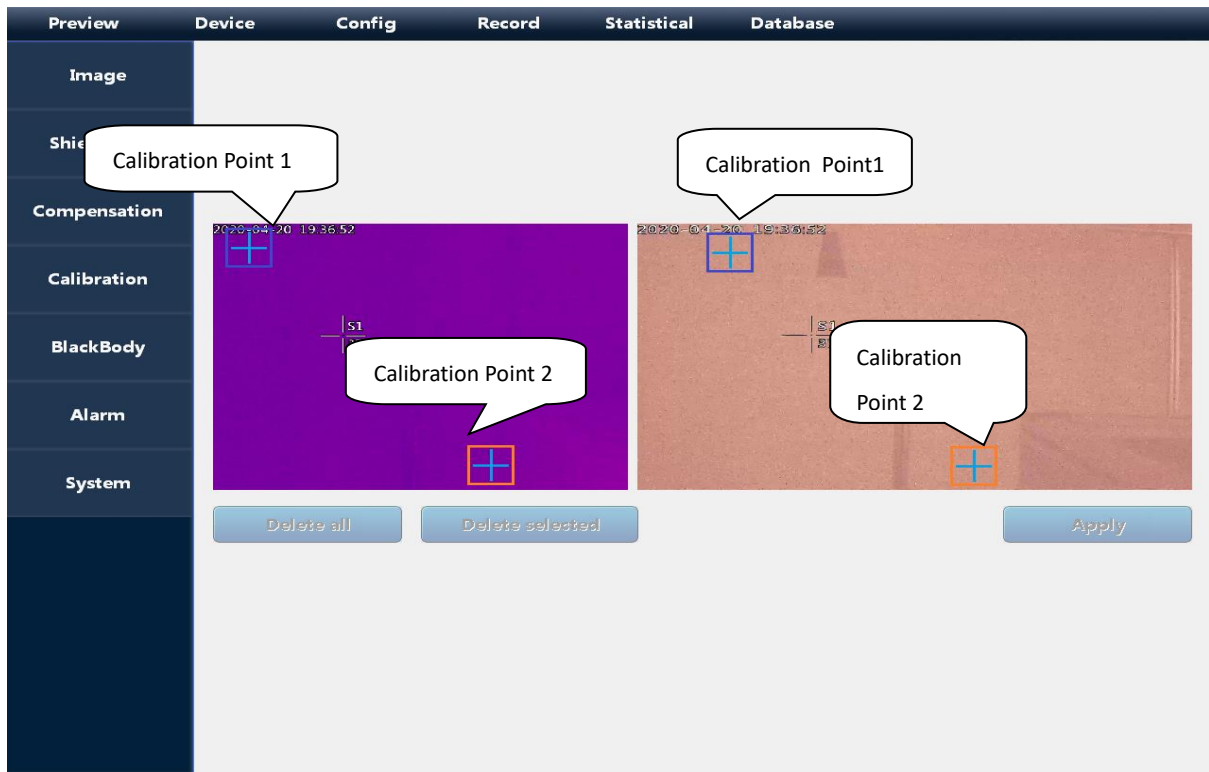 Preview Device Config Record Statistical Database
Image
Calibration Point 1
Calibration Point1
Compensation
2020-04-20 19:36:52
2020-04-20 19:36:52
Calibration
S1
BlackBody
Calibration Point 2
Calibration
Point 2
Alarm
System
Delete all Delete selected Apply